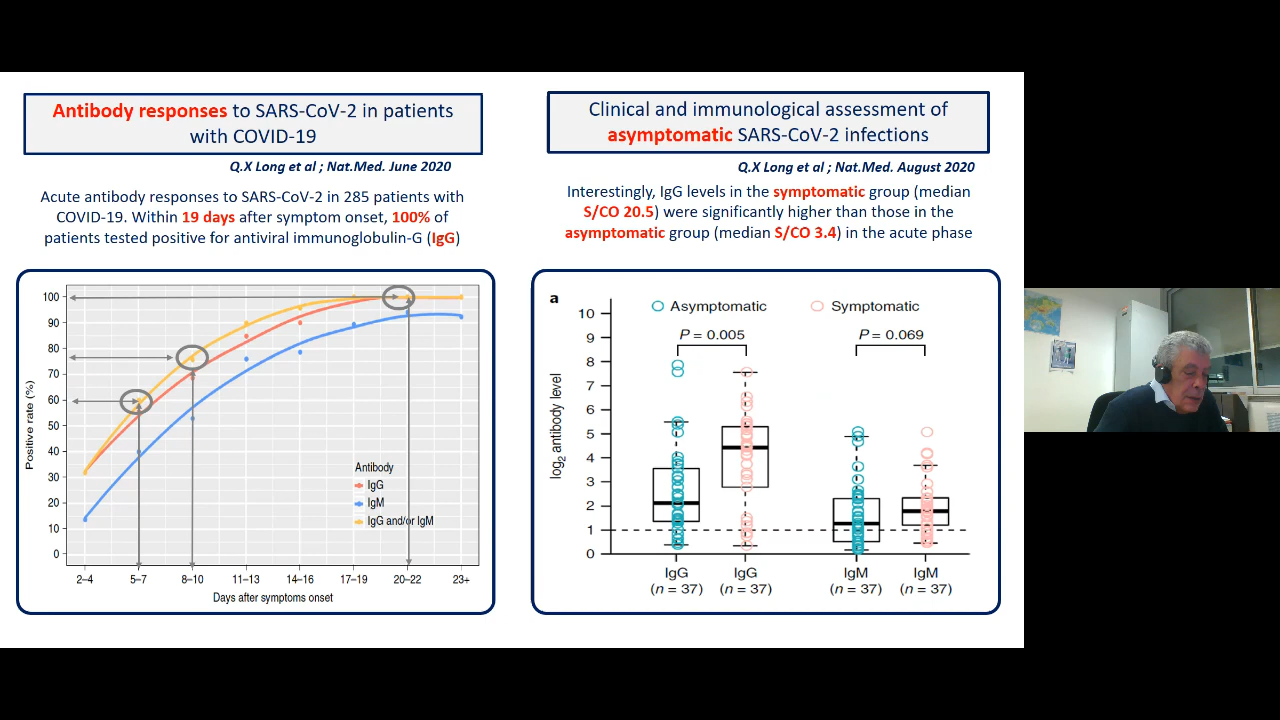 Antibody responses to SARS-CoV-2 in patients
with COVID-19
Q.X Long et al ; Nat.Med. June 2020
Acute antibody responses to SARS-CoV-2 in 285 patients with
COVID-19. Within 19 days after symptom onset, 100% of
patients tested positive for antiviral immunoglobulin-G (IgG)
Positive rate (%)
100
90
80
70
60
50
40
30
20
10
0
Antibody
IgG
IgM
IgG and/or IgM
2–4 5–7 8–10 11–13 14–16 17–19 20–22 23+
Days after symptoms onset
Clinical and immunological assessment of
asymptomatic SARS-CoV-2 infections
Q.X Long et al ; Nat.Med. August 2020
Interestingly, IgG levels in the symptomatic group (median
S/CO 20.5) were significantly higher than those in the
asymptomatic group (median S/CO 3.4) in the acute phase
a
Asymptomatic Symptomatic
P = 0.005 P = 0.069
log2 antibody level
10
9
8
7
6
5
4
3
2
1
0
IgG IgG IgM IgM
(n = 37) (n = 37) (n = 37) (n = 37)